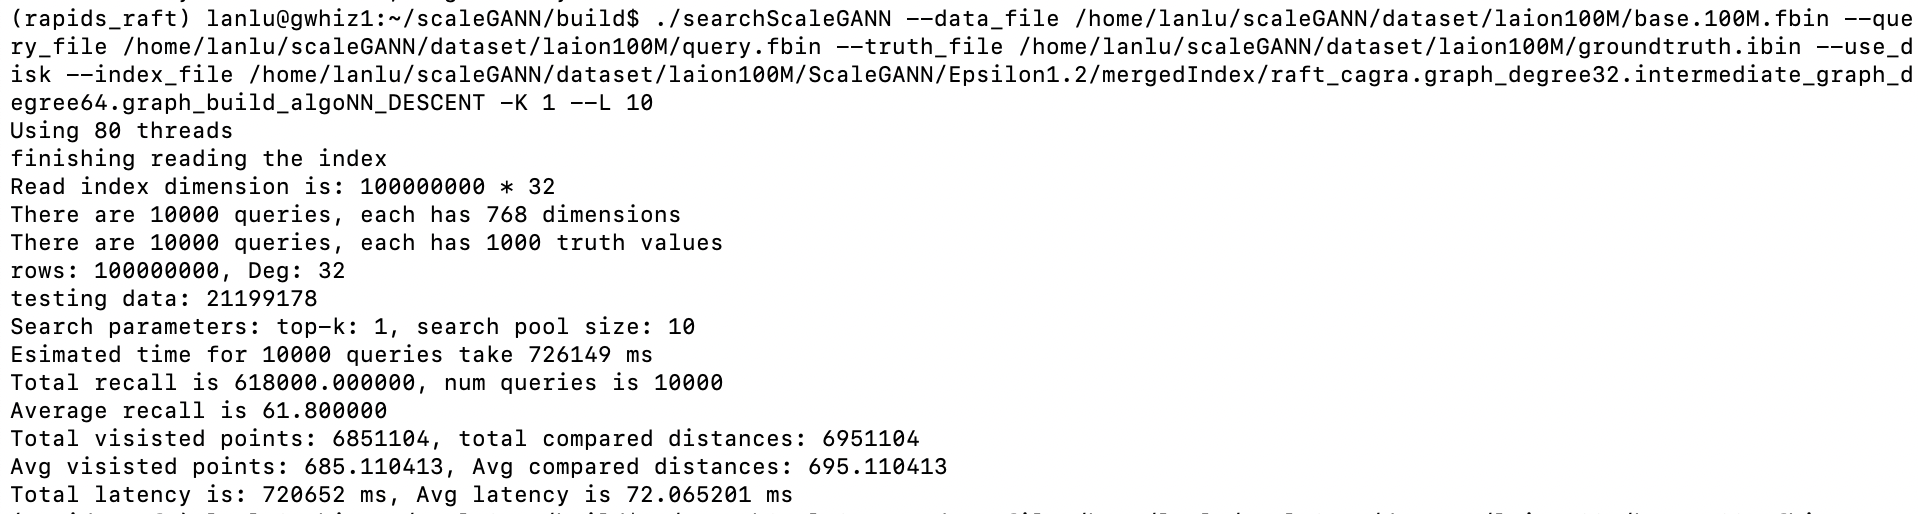 (rapids_raft) lanlu@gwhiz1:~/scaleGANN/build$ ./searchScaleGANN --data_file /home/lanlu/scaleGANN/dataset/laion100M/base.100M.fbin --que
ry_file /home/lanlu/scaleGANN/dataset/laion100M/query.fbin --truth_file /home/lanlu/scaleGANN/dataset/laion100M/groundtruth.ibin --use_d
isk --index_file /home/lanlu/scaleGANN/dataset/laion100M/ScaleGANN/Epsilon1.2/mergedIndex/raft_cagra.graph_degree32.intermediate_graph_d
egree64.graph_build_algoNN_DESCENT -K 1 --L 10
Using 80 threads
finishing reading the index
Read index dimension is: 100000000 * 32
There are 10000 queries, each has 768 dimensions
There are 10000 queries, each has 1000 truth values
rows: 100000000, Deg: 32
testing data: 21199178
Search parameters: top-k: 1, search pool size: 10
Esimated time for 10000 queries take 726149 ms
Total recall is 618000.000000, num queries is 10000
Average recall is 61.800000
Total visisted points: 6851104, total compared distances: 6951104
Avg visisted points: 685.110413, Avg compared distances: 695.110413
Total latency is: 720652 ms, Avg latency is 72.065201 ms